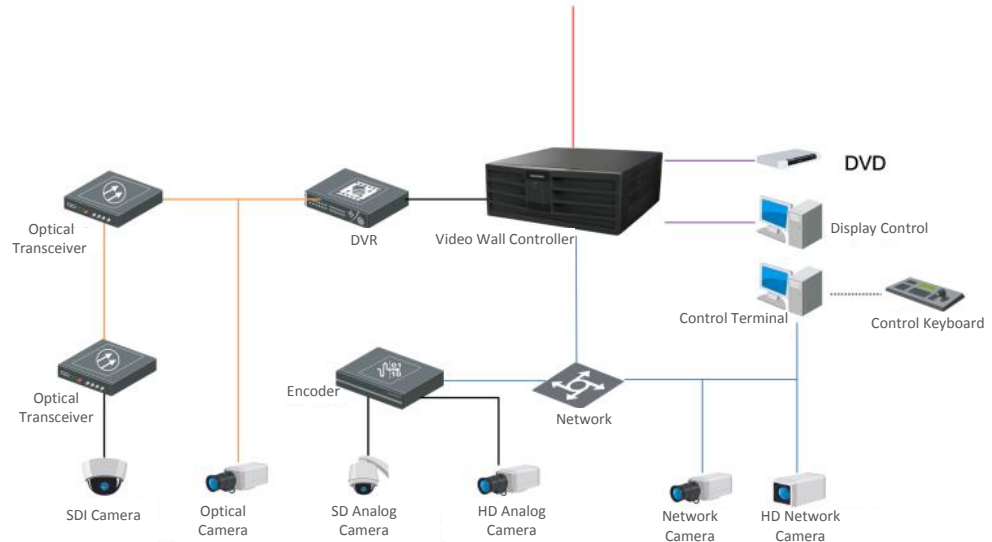 DVD
Optical
Transceiver
DVR
Video Wall Controller
Display Control
Control Terminal
Control Keyboard
Optical
Transceiver
Encoder
Network
SDI Camera
Optical
Camera
SD Analog
Camera
HD Analog
Camera
Network
Camera
HD Network
Camera